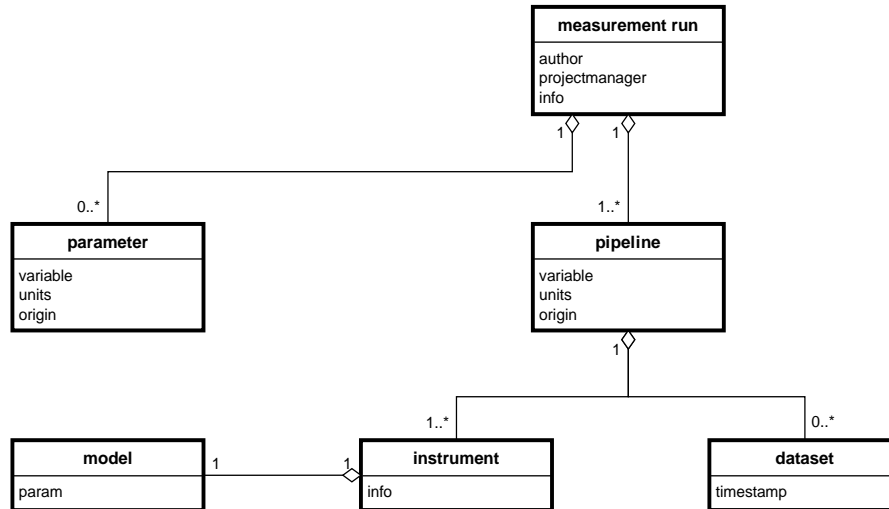 measurement run
author
projectmanager
info
1
1
0..*
1..*
parameter
variable
units
origin
pipeline
variable
units
origin
1
1..*
0..*
model
param
1
1
instrument
info
dataset
timestamp